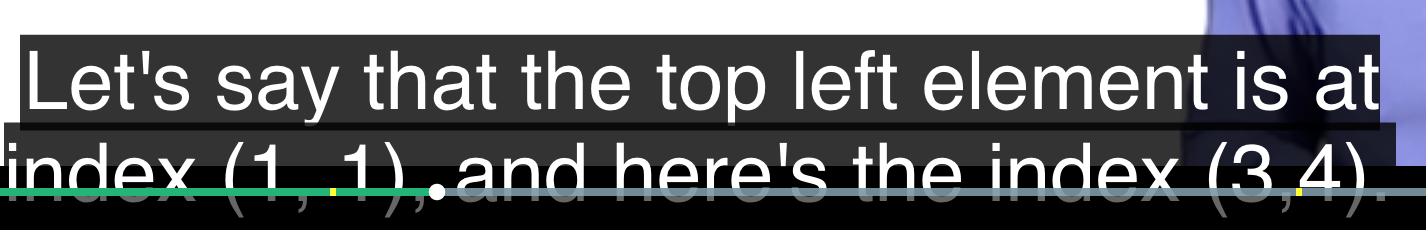 Let's say that the top left element is at
index (1, 1), and here's the index (3,4).